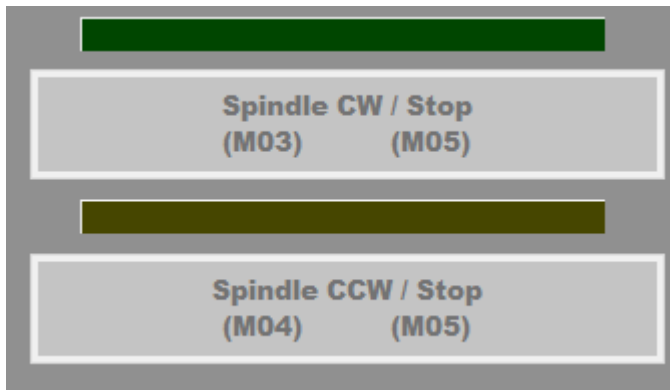 Spindle CW / Stop
(M03) (M05)
Spindle CCW / Stop
(M04) (M05)